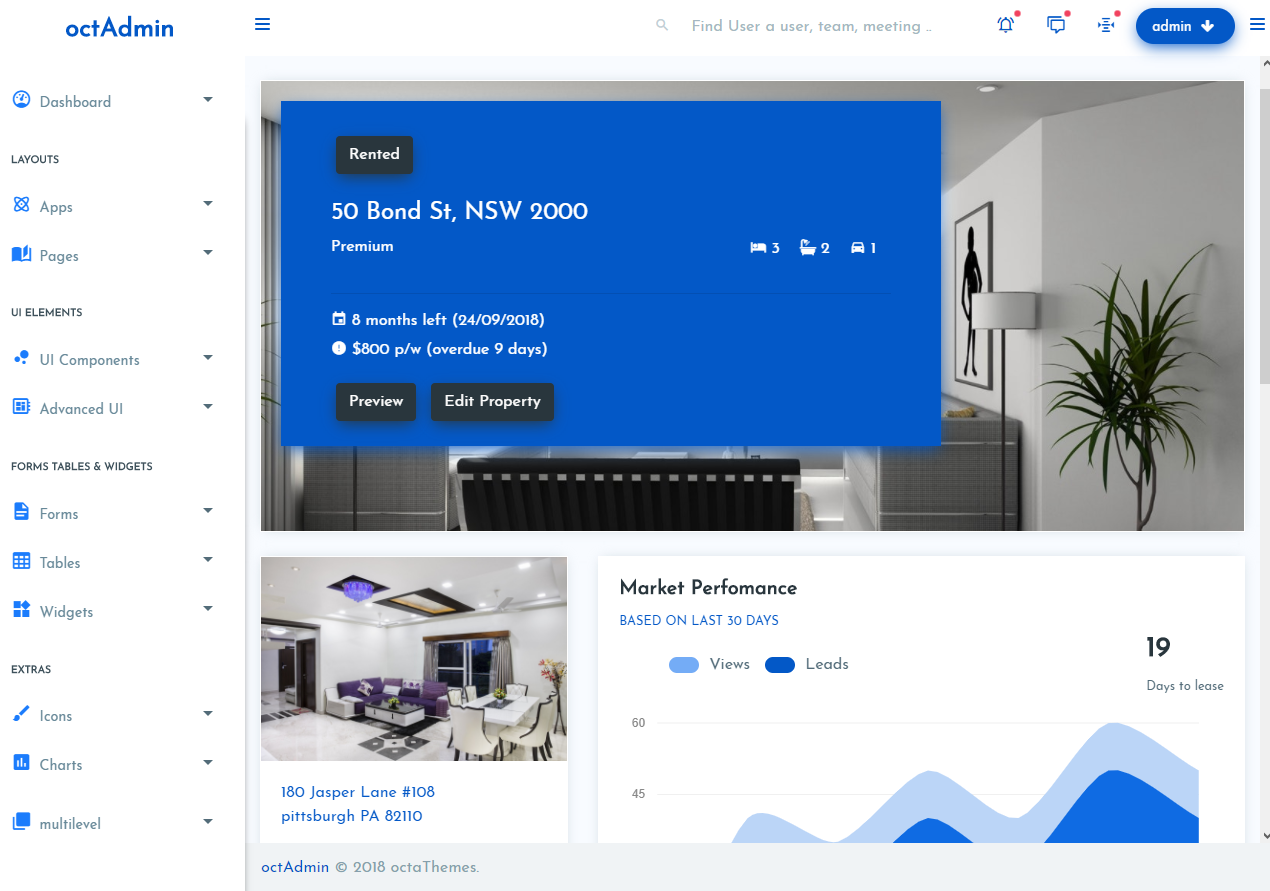 octAdmin
Find User a user, team, meeting ..
admin
Dashboard
LAYOUTS
Apps
Pages
UI ELEMENTS
UI Components
Advanced UI
FORMS TABLES & WIDGETS
Forms
Tables
Widgets
EXTRAS
Icons
Charts
multilevel
Rented
50 Bond St, NSW 2000
Premium
3 2 1
8 months left (24/09/2018)
$800 p/w (overdue 9 days)
Preview Edit Property
180 Jasper Lane #108
pittsburgh PA 82110
Market Perfomance
BASED ON LAST 30 DAYS
19
Days to lease
Views Leads
60
45
octAdmin © 2018 octaThemes.